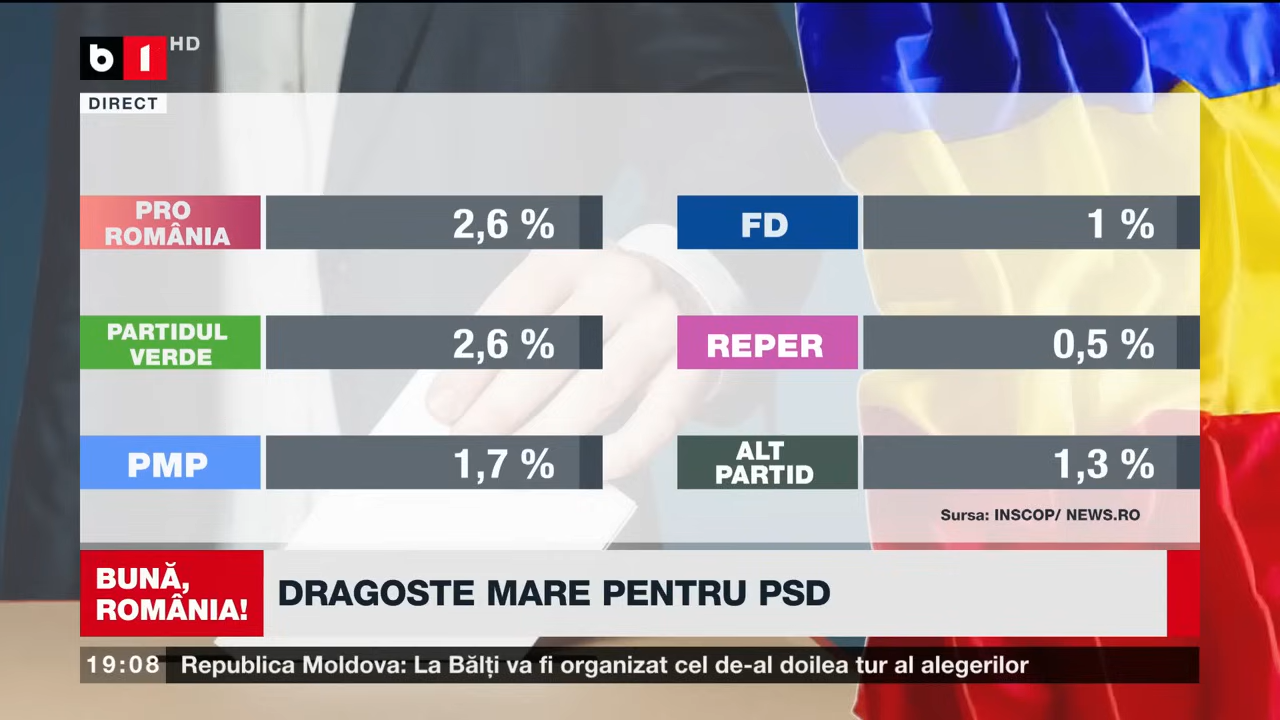 b1 HD
DIRECT
PRO
ROMÂNIA
2,6 %
FD
1 %
PARTIDUL
VERDE
2,6 %
REPER
0,5 %
PMP
1,7 %
ALT
PARTID
1,3 %
Sursa: INSCOP/ NEWS.RO
BUNĂ,
ROMÂNIA!
DRAGOSTE MARE PENTRU PSD
19:08 Republica Moldova: La Bălți va fi organizat cel de-al doilea tur al alegerilor